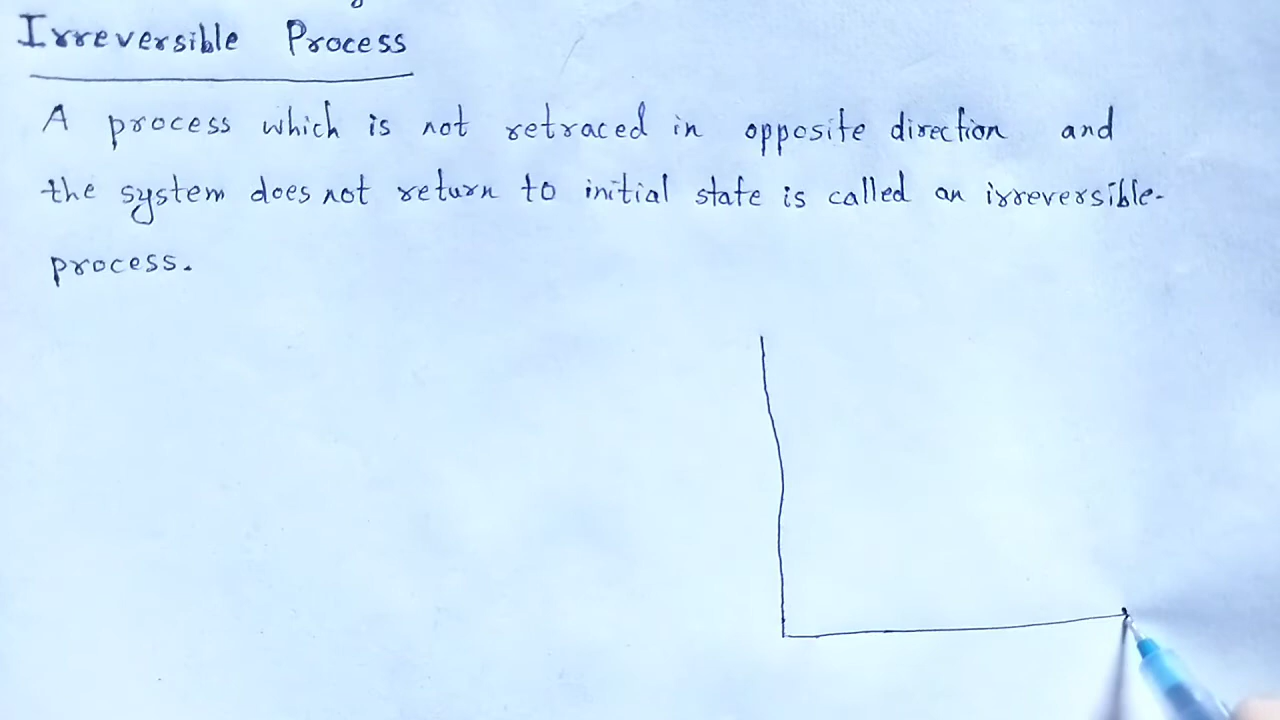 Irreversible Process
A process which is not retraced in opposite direction and
the system does not return to initial state is called an irreversible-
process.